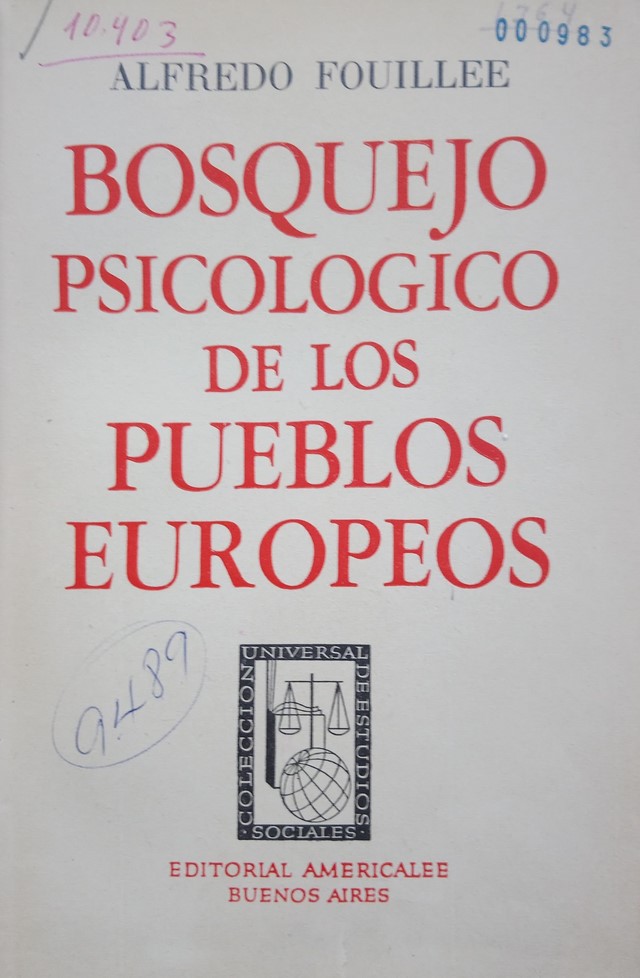 10.403
000983
ALFREDO FOUILLEE
BOSQUEJO
PSICOLOGICO
DE LOS
PUEBLOS
EUROPEOS
9489
COLECCION
UNIVERSAL
DE ESTUDIOS
SOCIALES
EDITORIAL AMERICALEE
BUENOS AIRES